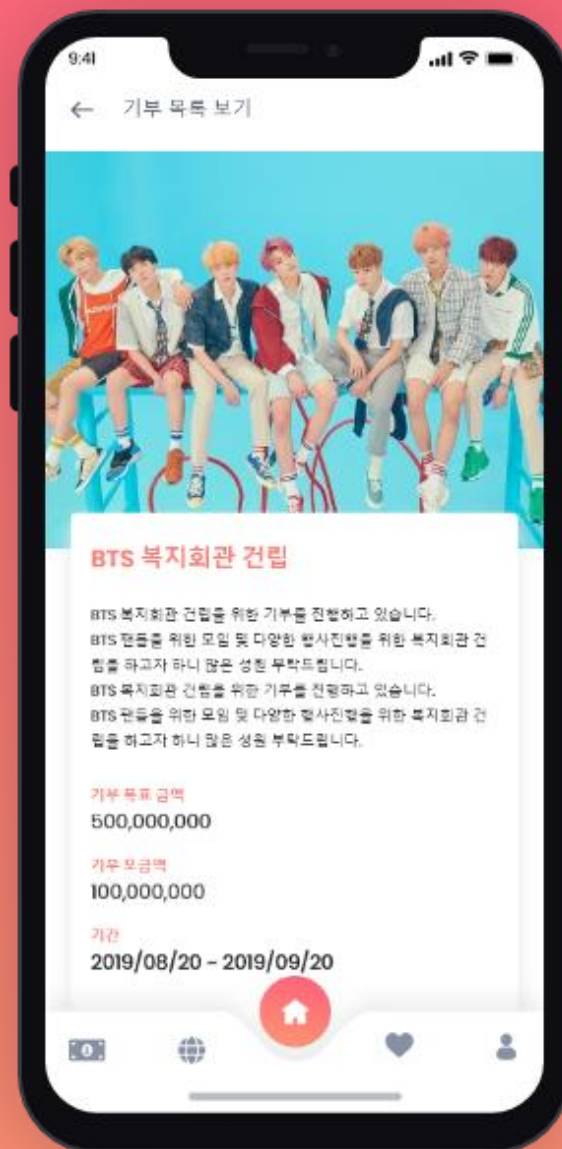 9:41
기부 목록 보기
BTS 복지회관 건립
BTS 복지회관 건립을 위한 기부를 진행하고 있습니다.
BTS 팬들을 위한 모임 및 다양한 행사진행을 위한 복지회관 건
립을 하고자 하니 많은 성원 부탁드립니다.
BTS 복지회관 건립을 위한 기부를 진행하고 있습니다.
BTS 팬들을 위한 모임 및 다양한 행사진행을 위한 복지회관 건
립을 하고자 하니 많은 성원 부탁드립니다.
기부 목표 금액
500,000,000
기부 모금액
100,000,000
기간
2019/08/20 - 2019/09/20